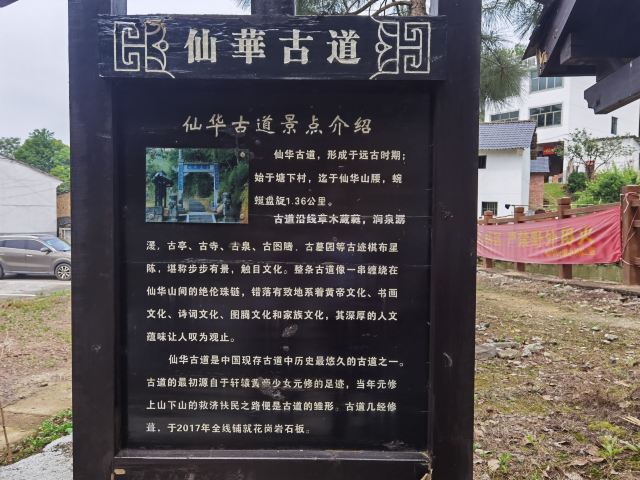 仙華古道
仙华古道景点介绍
仙华古道，形成于远古时期；
始于塘下村，迄于仙华山腰，蜿
蜒盘旋1.36公里。
古道沿线草木葳蕤，涧泉潺
湲，古亭、古寺、古泉、古图腾、古墓园等古迹棋布星
陈，堪称步步有景，触目文化。整条古道像一串缠绕在
仙华山间的绝伦珠链，错落有致地系着黄帝文化、书画
文化、诗词文化、图腾文化和家族文化，其深厚的人文
蕴味让人叹为观止。
仙华古道是中国现存古道中历史最悠久的古道之一。
古道的最初源自于轩辕黄帝少女元修的足迹，当年元修
上山下山的救济扶民之路便是古道的雏形。古道几经修
葺，于2017年全线铺就花岗岩石板。
严禁野外用火